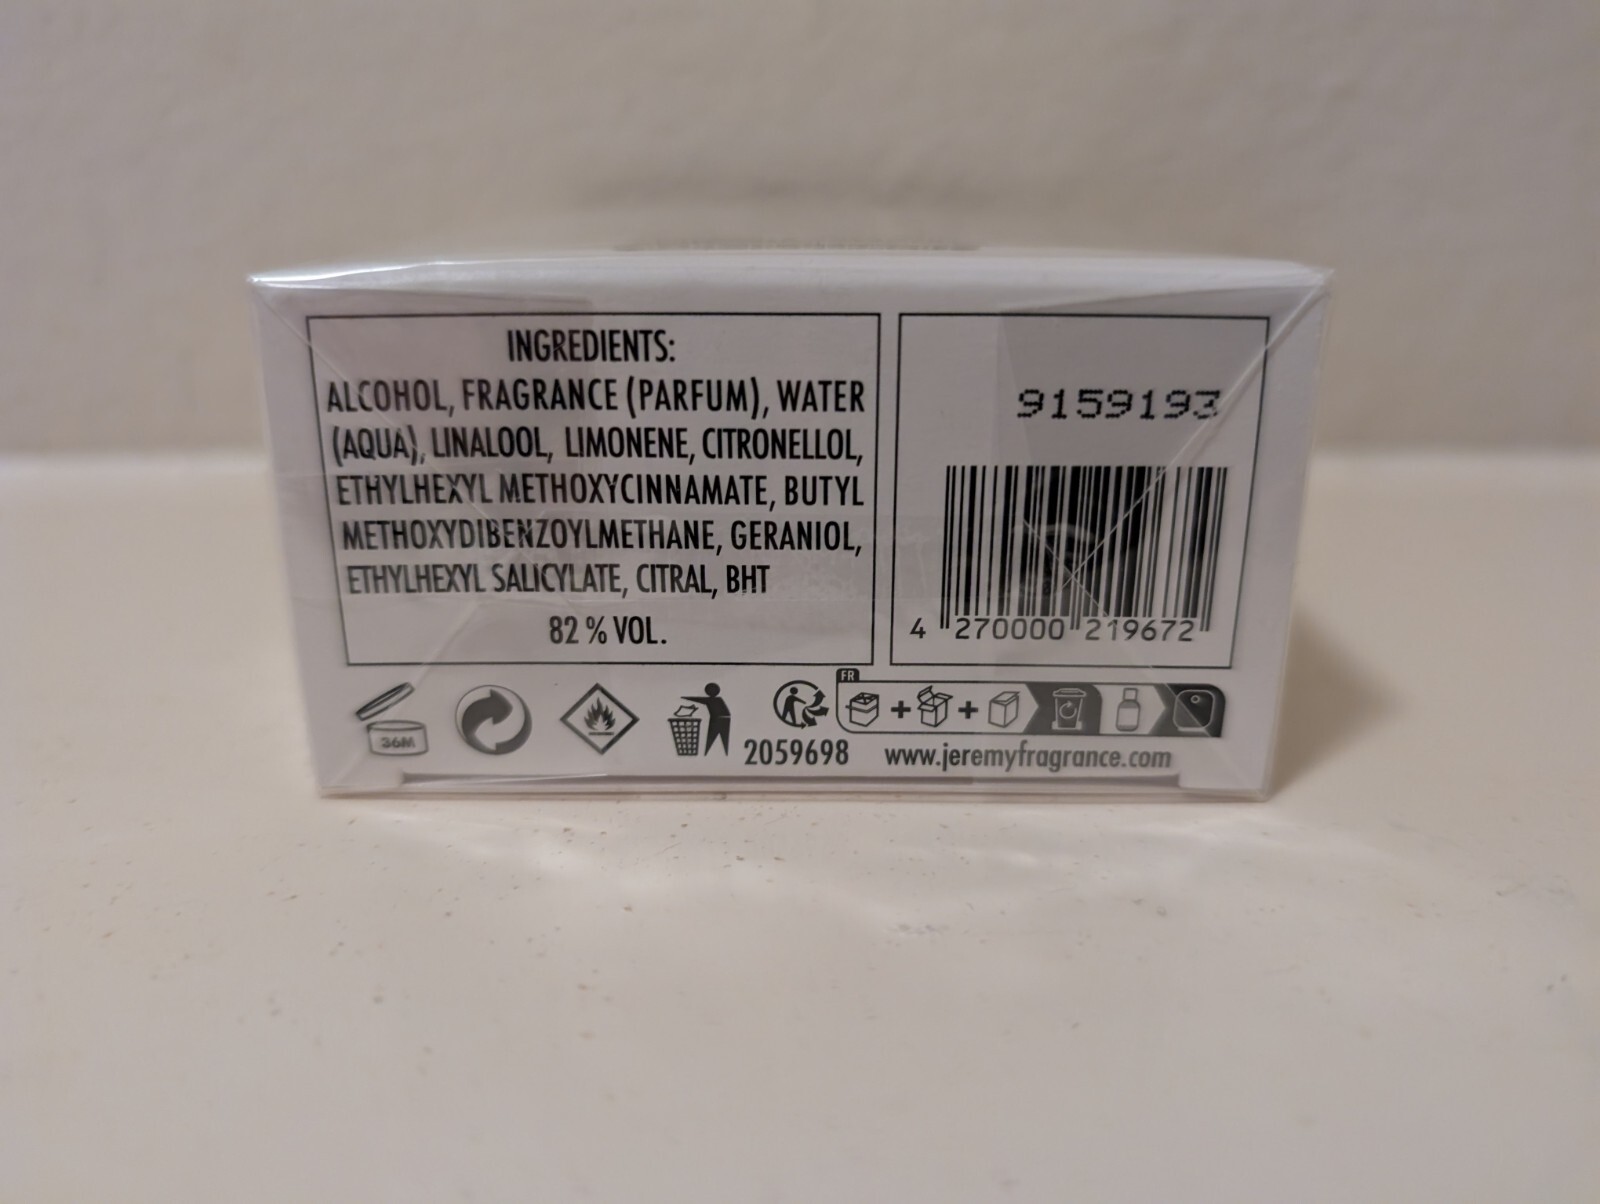 INGREDIENTS:
ALCOHOL, FRAGRANCE (PARFUM), WATER
(AQUA), LINALOOL, LIMONENE, CITRONELLOL,
ETHYLHEXYL METHOXYCINNAMATE, BUTYL
METHOXYDIBENZOYLMETHANE, GERANIOL,
ETHYLHEXYL SALICYLATE, CITRAL, BHT
82 % VOL.
9159193
4 270000 219672
36M
FR
2059698
www.jeremyfragrance.com